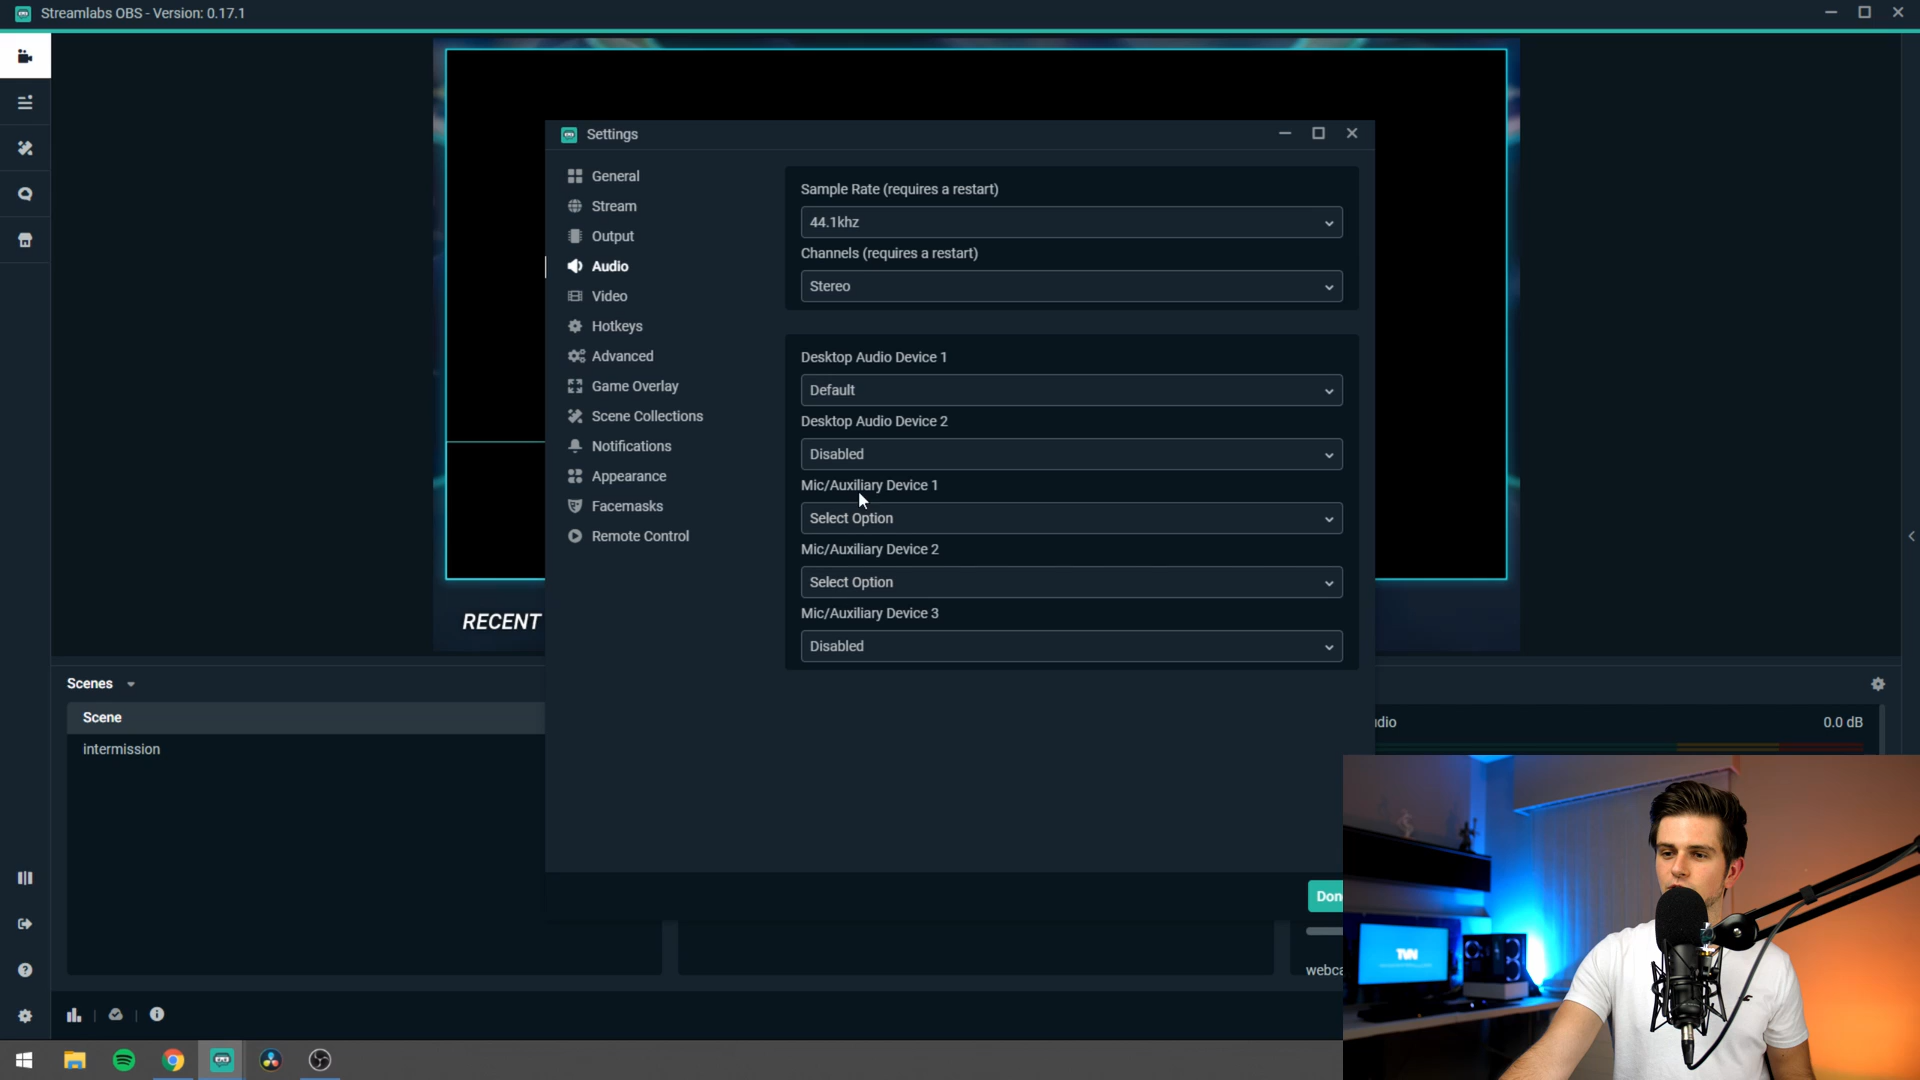 Streamlabs OBS - Version: 0.17.1
Settings
General
Stream
Output
Audio
Video
Hotkeys
Advanced
Game Overlay
Scene Collections
Notifications
Appearance
Facemasks
Remote Control
Sample Rate (requires a restart)
44.1khz
Channels (requires a restart)
Stereo
Desktop Audio Device 1
Default
Desktop Audio Device 2
Disabled
Mic/Auxiliary Device 1
Select Option
Mic/Auxiliary Device 2
Select Option
Mic/Auxiliary Device 3
Disabled
RECENT
Scenes
Scene
intermission
dio
0.0 dB
Don
webca
TVN